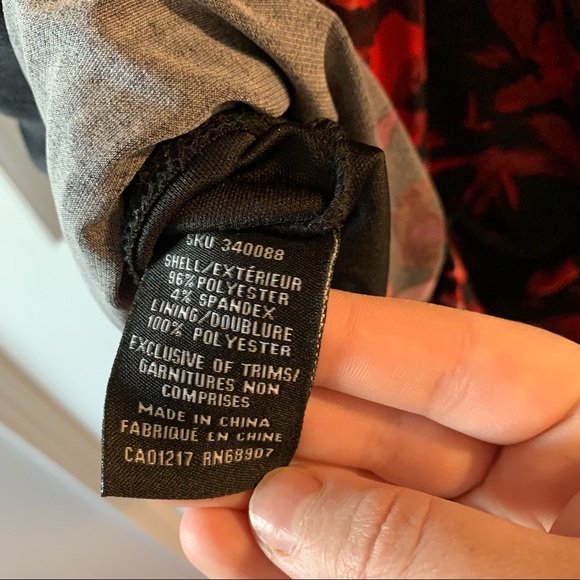 SKU 340088
SHELL/EXTÉRIEUR
96% POLYESTER
4% SPANDEX
LINING/DOUBLURE
100% POLYESTER
EXCLUSIVE OF TRIMS/
GARNITURES NON
COMPRISES
MADE IN CHINA
FABRIQUÉ EN CHINE
CA01217 RN68907